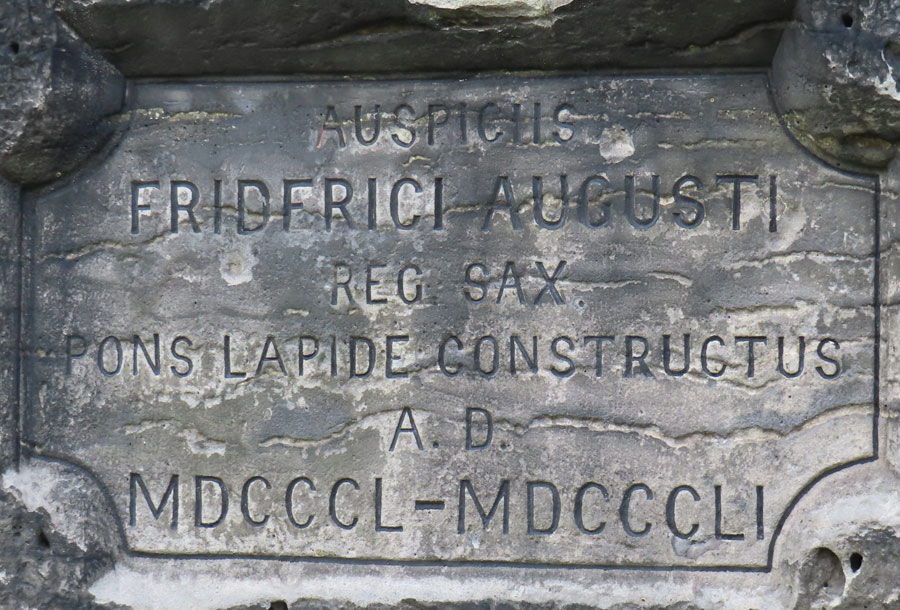 AUSPICIIS
FRIDERICI AUGUSTI
REG. SAX.
PONS LAPIDE CONSTRUCTUS
A. D.
MDCCCL-MDCCCLI